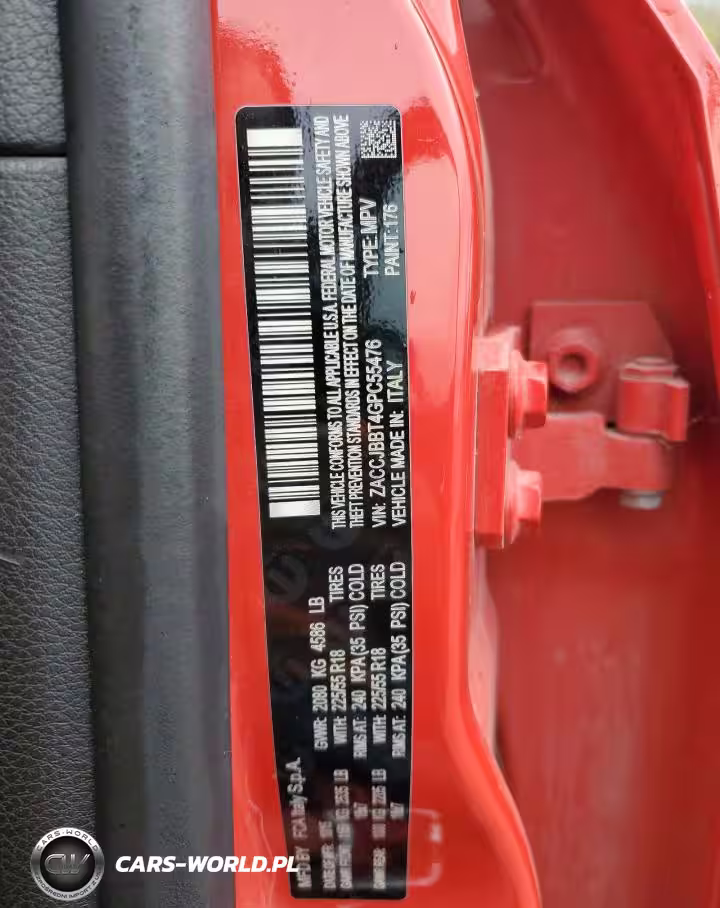 MFD BY FCA Italy S.p.A.
GVWR: 2080 KG 4586 LB
WITH: 225/55 R18 TIRES
RIMS AT: 240 KPA (35 PSI) COLD
WITH: 225/55 R18 TIRES
RIMS AT: 240 KPA (35 PSI) COLD
THIS VEHICLE CONFORMS TO ALL APPLICABLE U.S.A. FEDERAL MOTOR VEHICLE SAFETY AND
THEFT PREVENTION STANDARDS IN EFFECT ON THE DATE OF MANUFACTURE SHOWN ABOVE
VIN: ZACCJBBT4GPC55476 TYPE: MPV
VEHICLE MADE IN: ITALY PAINT: 176
CARS-WORLD.PL